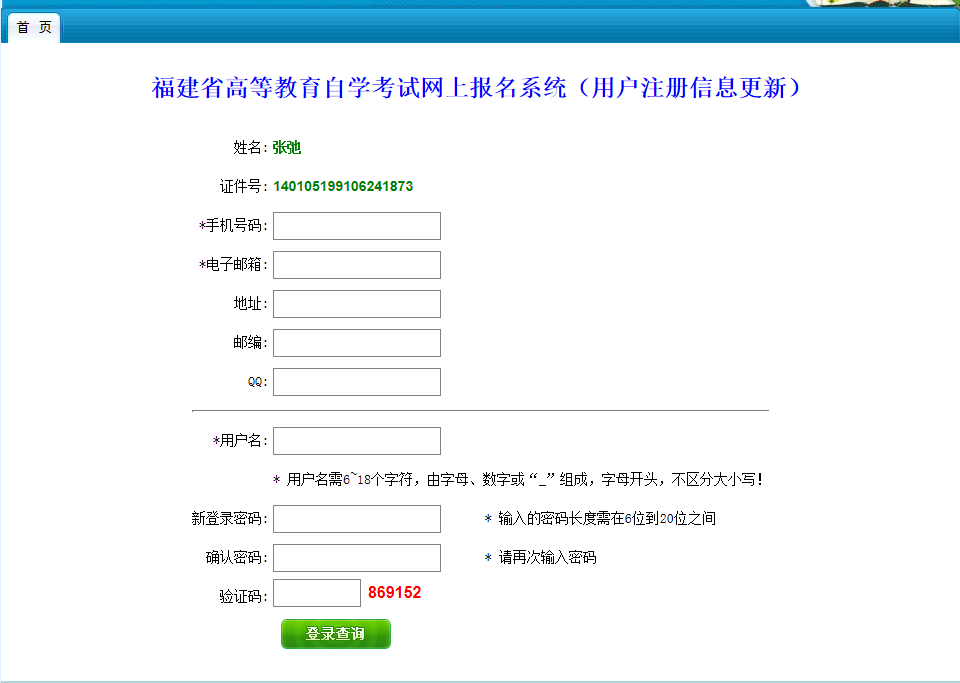 首 页
福建省高等教育自学考试网上报名系统（用户注册信息更新）
姓名: 张弛
证件号: 140105199106241873
*手机号码:
*电子邮箱:
地址:
邮编:
QQ:
*用户名:
* 用户名需6~18个字符，由字母、数字或“_”组成，字母开头，不区分大小写！
新登录密码: * 输入的密码长度需在6位到20位之间
确认密码: * 请再次输入密码
验证码: 869152
登录查询